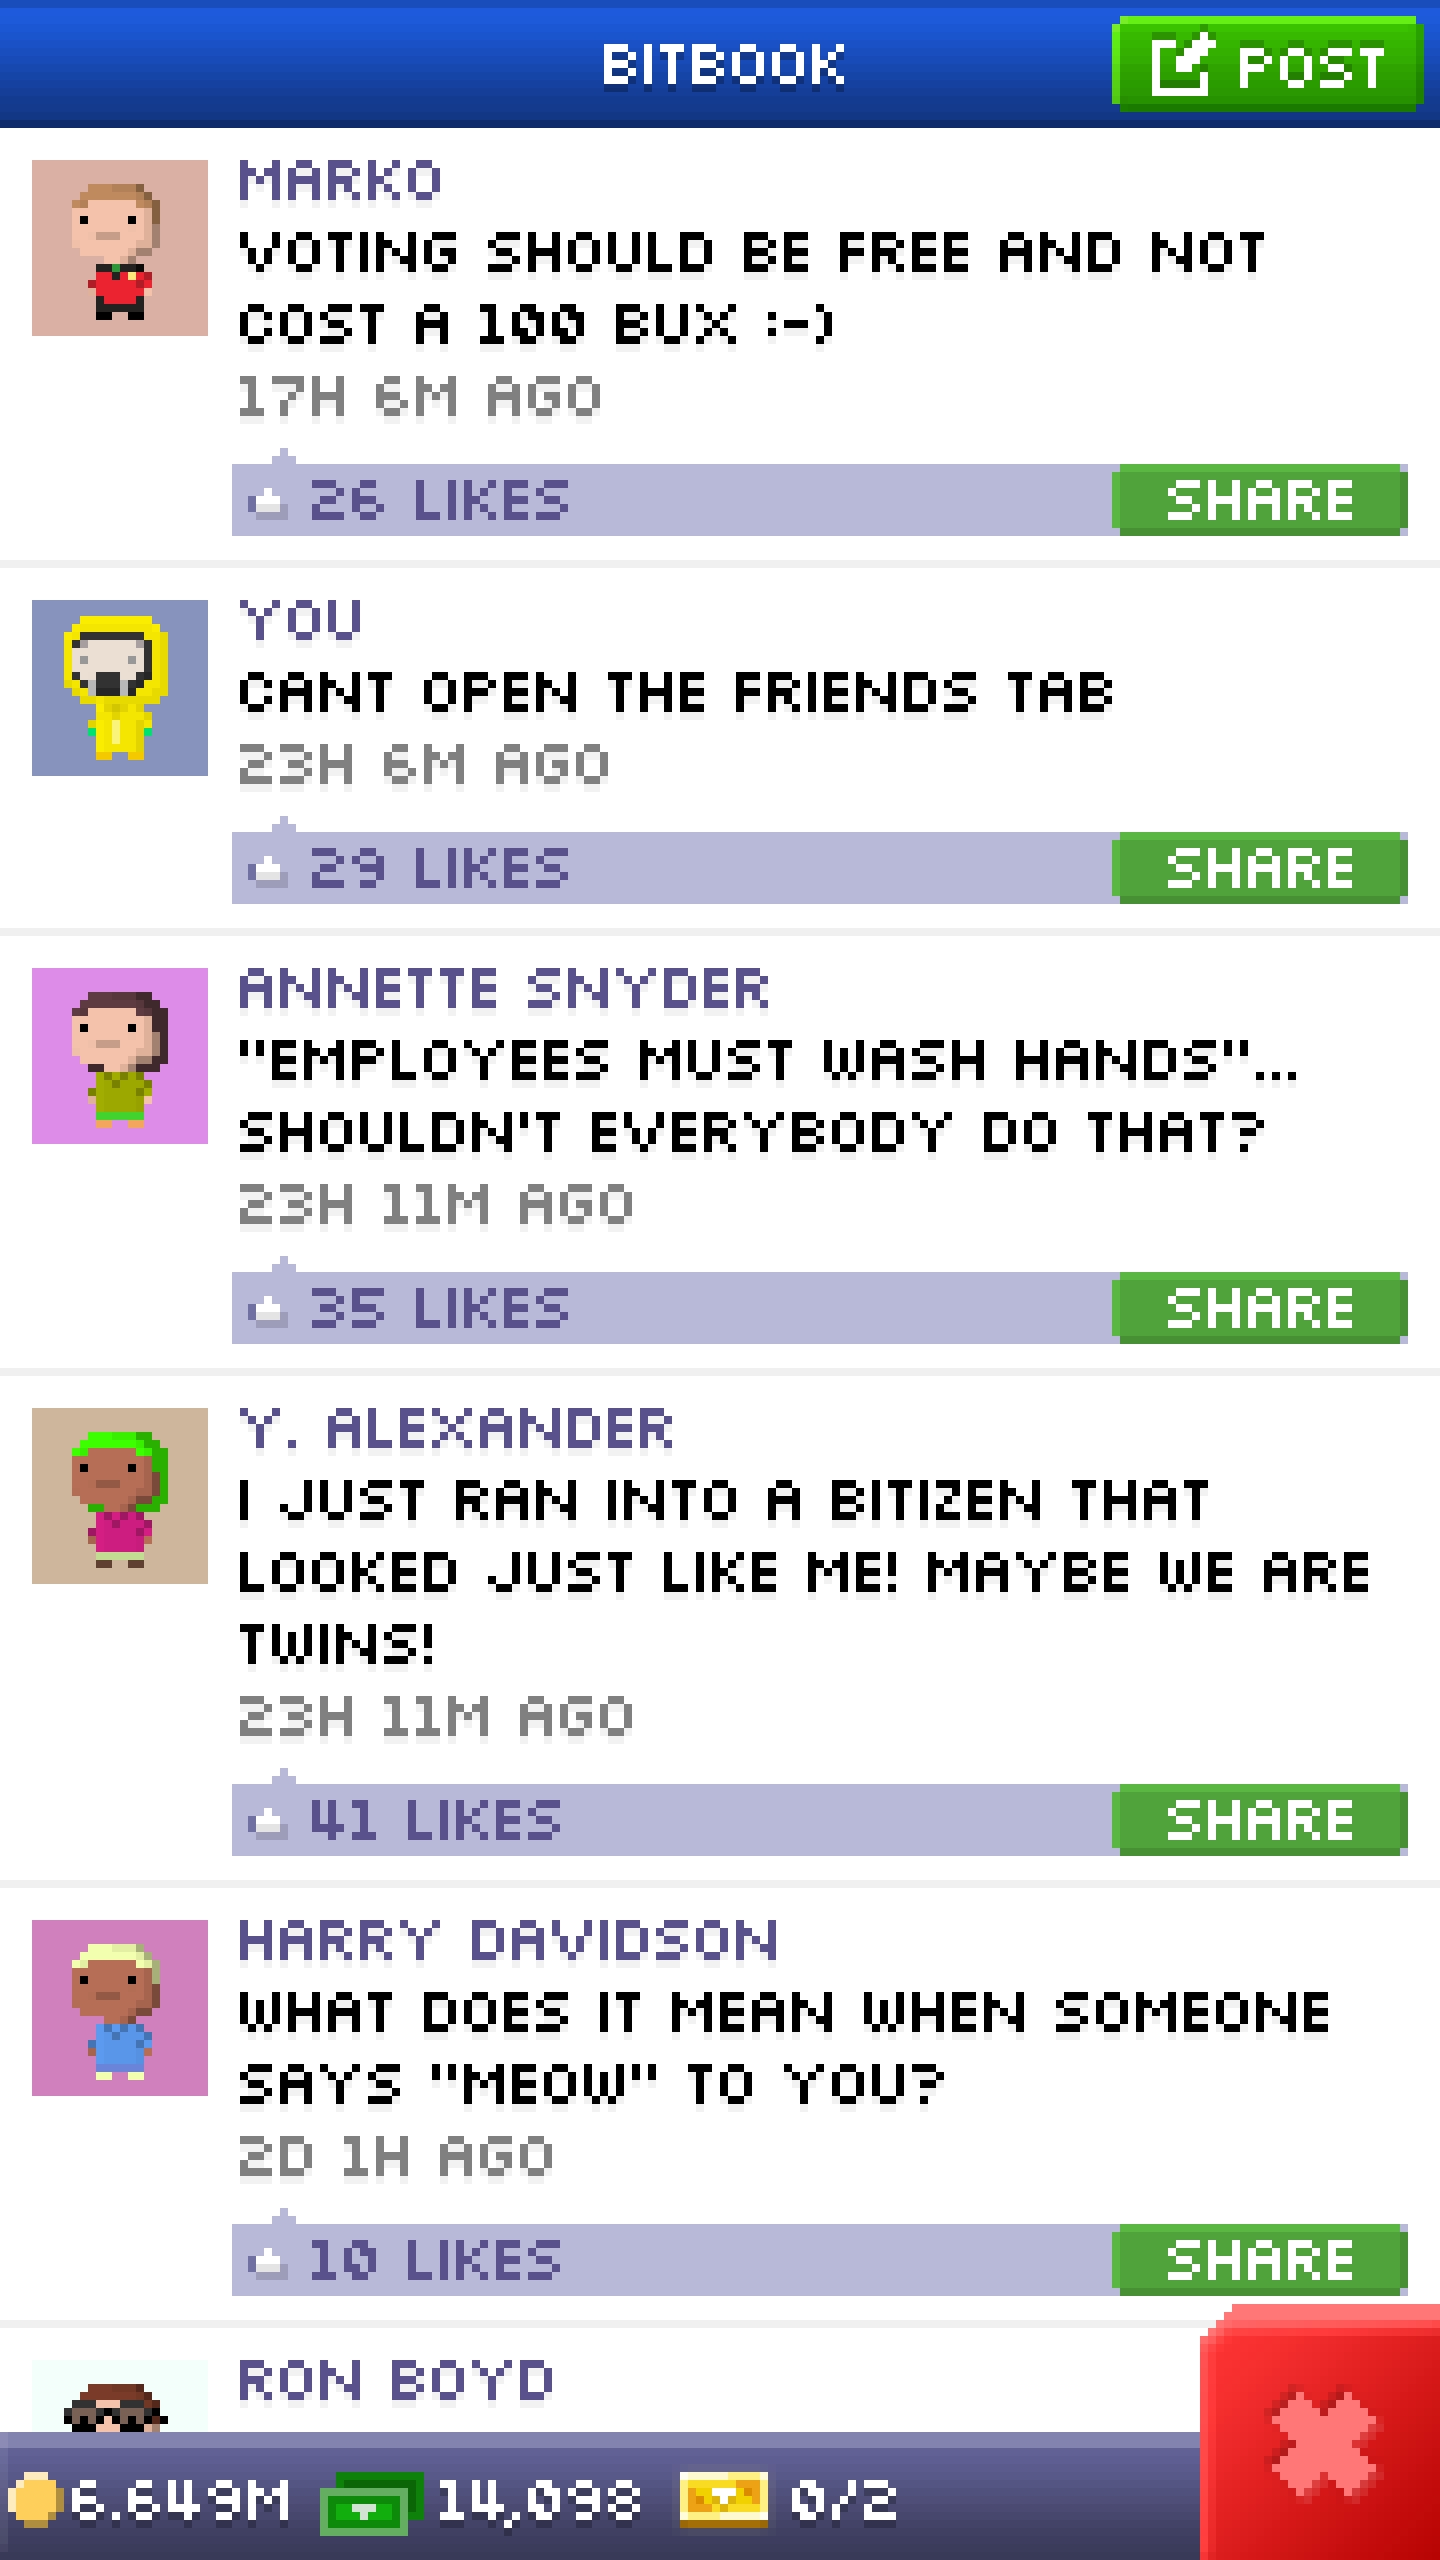 BITBOOK
POST
MARKO
VOTING SHOULD BE FREE AND NOT
COST A 100 BUX :-)
17H 6M AGO
26 LIKES
SHARE
YOU
CANT OPEN THE FRIENDS TAB
23H 6M AGO
29 LIKES
SHARE
ANNETTE SNYDER
"EMPLOYEES MUST WASH HANDS"...
SHOULDN'T EVERYBODY DO THAT?
23H 11M AGO
35 LIKES
SHARE
Y. ALEXANDER
I JUST RAN INTO A BITIZEN THAT
LOOKED JUST LIKE ME! MAYBE WE ARE
TWINS!
23H 11M AGO
41 LIKES
SHARE
HARRY DAVIDSON
WHAT DOES IT MEAN WHEN SOMEONE
SAYS "MEOW" TO YOU?
2D 1H AGO
10 LIKES
SHARE
RON BOYD
6.649M 14,098 0/2